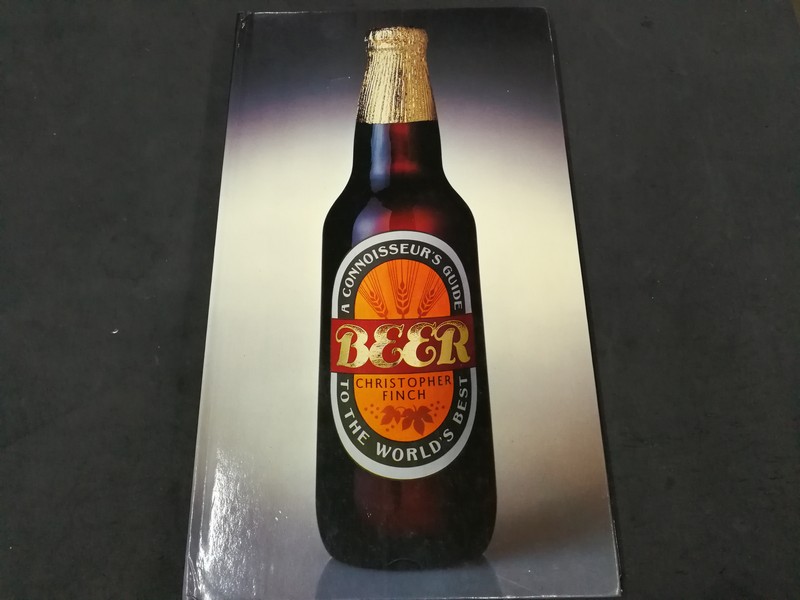 A CONNOISSEUR'S GUIDE
BEER
CHRISTOPHER
FINCH
TO THE WORLD'S BEST